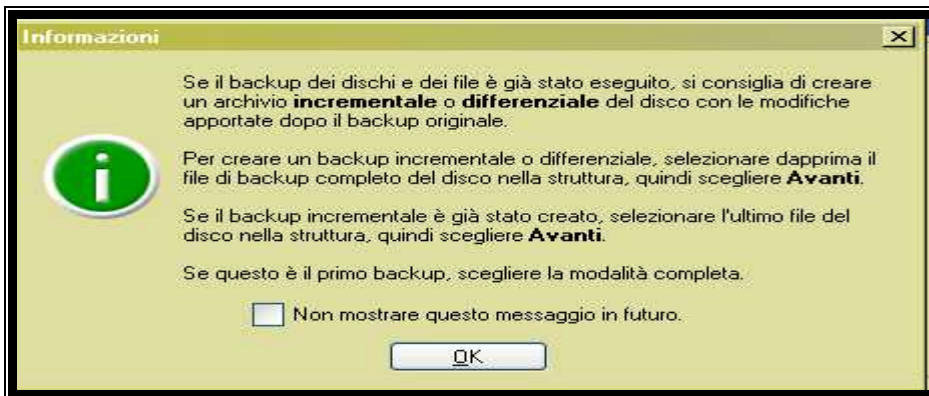 Informazioni
Se il backup dei dischi e dei file è già stato eseguito, si consiglia di creare
un archivio incrementale o differenziale del disco con le modifiche
apportate dopo il backup originale.
Per creare un backup incrementale o differenziale, selezionare dapprima il
file di backup completo del disco nella struttura, quindi scegliere Avanti.
Se il backup incrementale è già stato creato, selezionare l'ultimo file del
disco nella struttura, quindi scegliere Avanti.
Se questo è il primo backup, scegliere la modalità completa.
Non mostrare questo messaggio in futuro.
OK